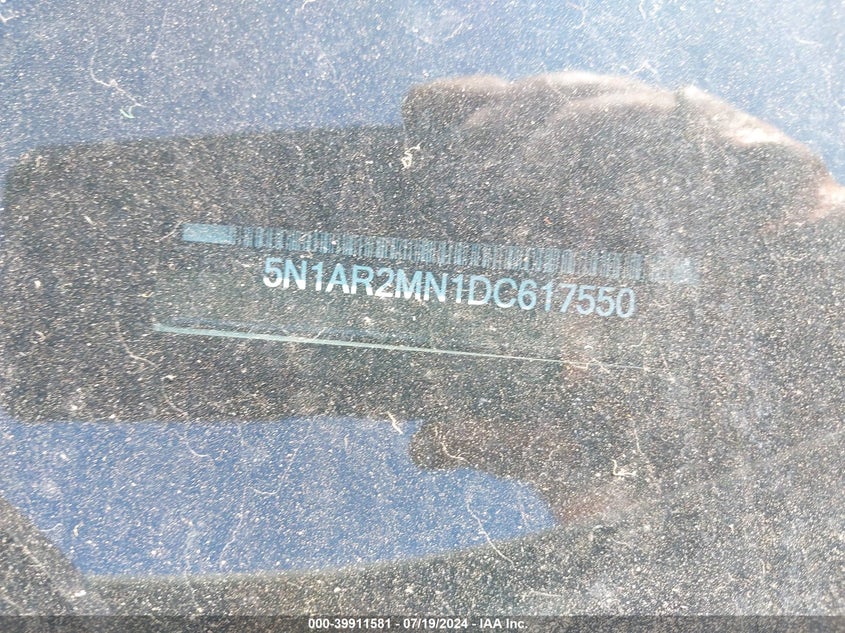 5N1AR2MN1DC617550
000-39911581 - 07/19/2024 - IAA Inc.